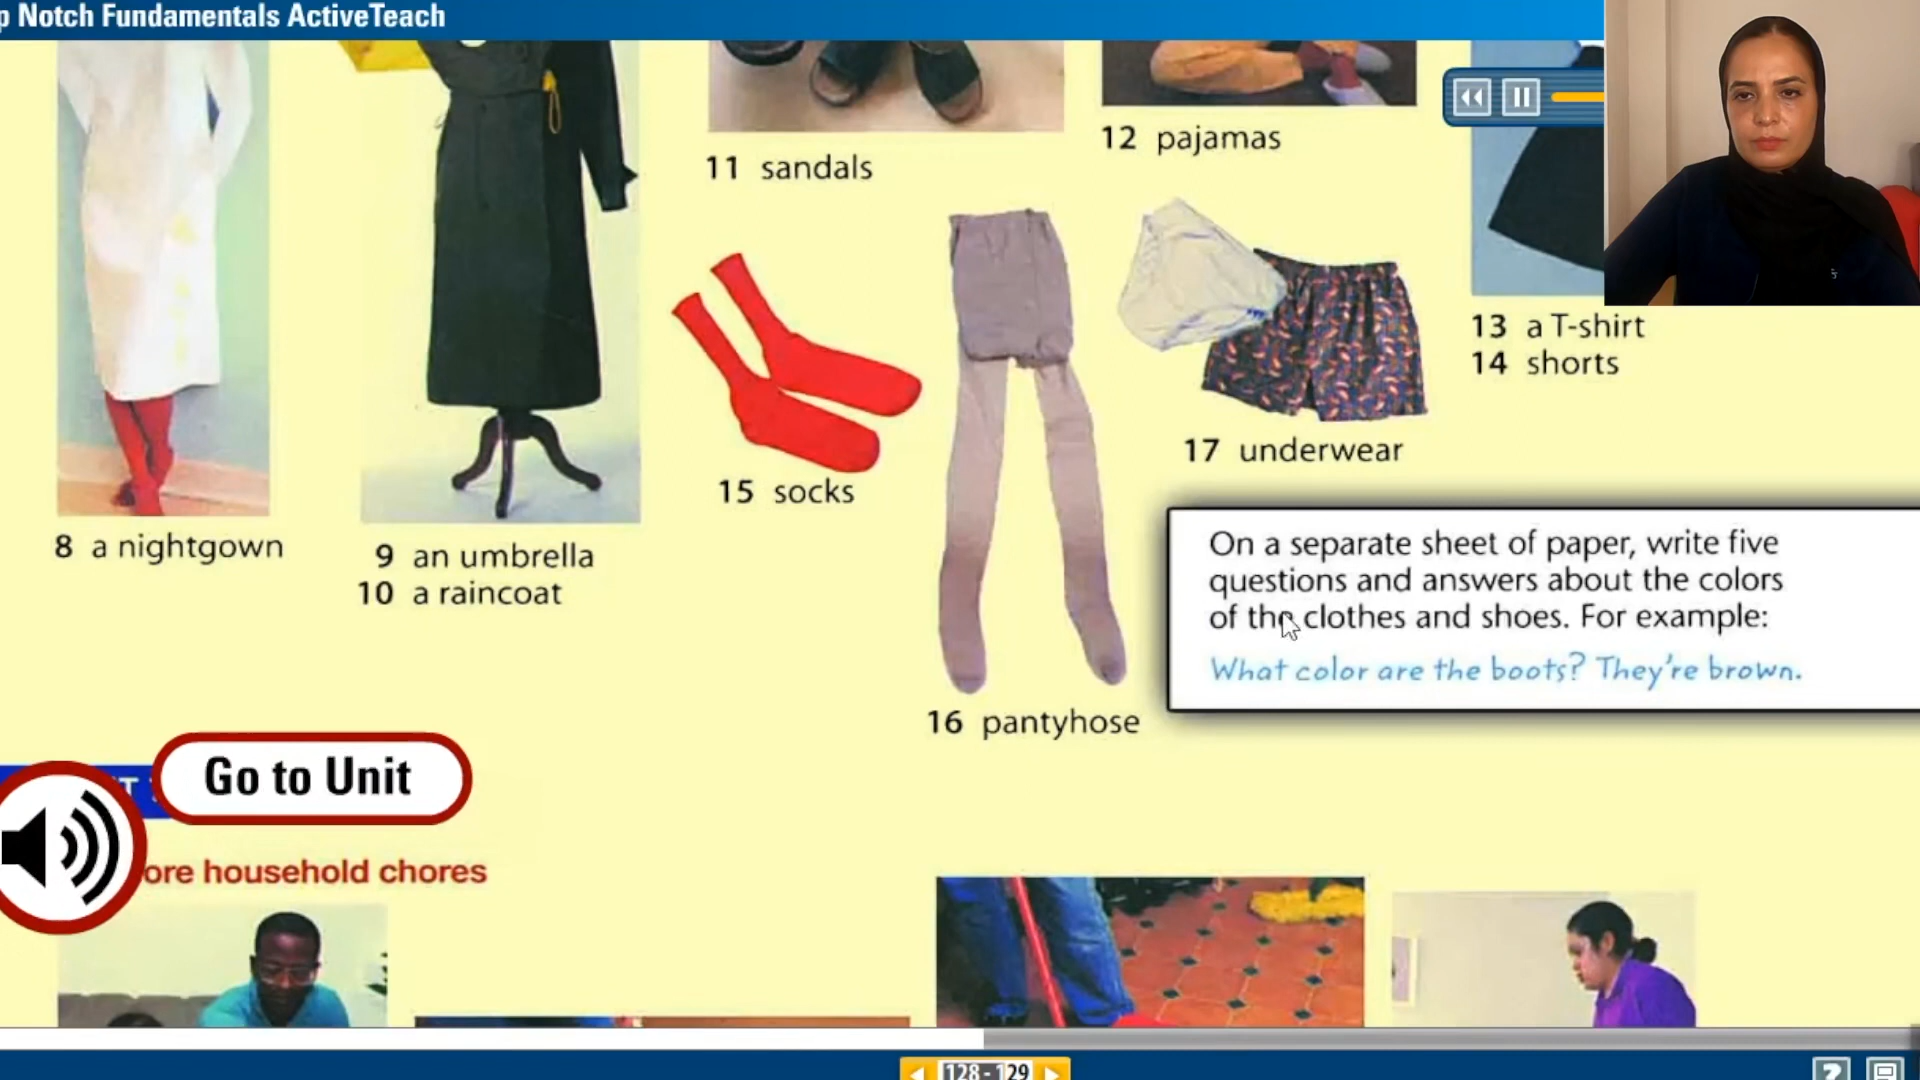 Notch Fundamentals ActiveTeach
11 sandals
12 pajamas
13 a T-shirt
14 shorts
17 underwear
15 socks
8 a nightgown
9 an umbrella
10 a raincoat
16 pantyhose
On a separate sheet of paper, write five
questions and answers about the colors
of the clothes and shoes. For example:
What color are the boots? They're brown.
Go to Unit
household chores
128 - 129
?